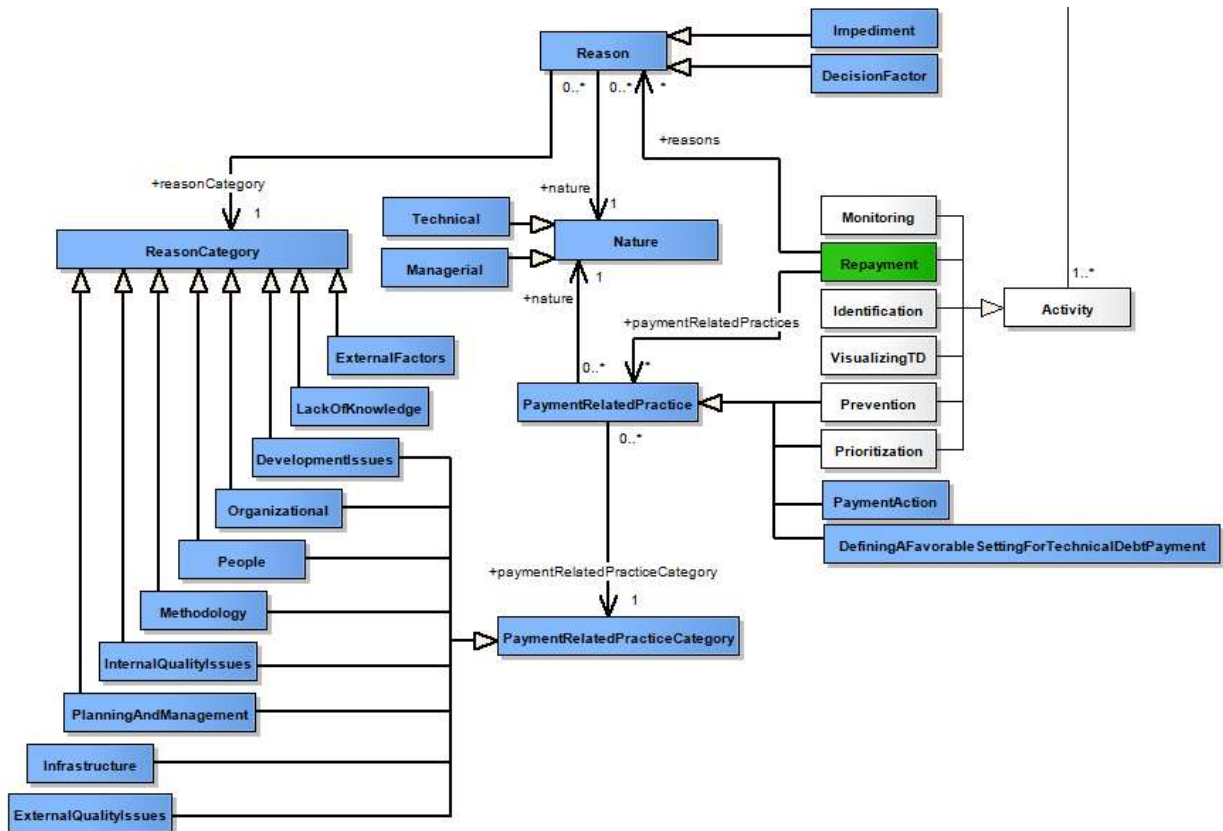 Impediment
Reason
DecisionFactor
0..*
0..*
*
+reasons
+reasonCategory
+nature
1
1
Technical
Monitoring
ReasonCategory
Nature
Managerial
1
Repayment
+nature
1..*
Identification
Activity
+paymentRelatedPractices
ExternalFactors
VisualizingTD
0..*
*
LackOfKnowledge
PaymentRelatedPractice
Prevention
0..*
DevelopmentIssues
Prioritization
Organizational
PaymentAction
DefiningAFavorableSettingForTechnicalDebtPayment
People
+paymentRelatedPracticeCategory
Methodology
1
PaymentRelatedPracticeCategory
InternalQualityIssues
PlanningAndManagement
Infrastructure
ExternalQualityIssues